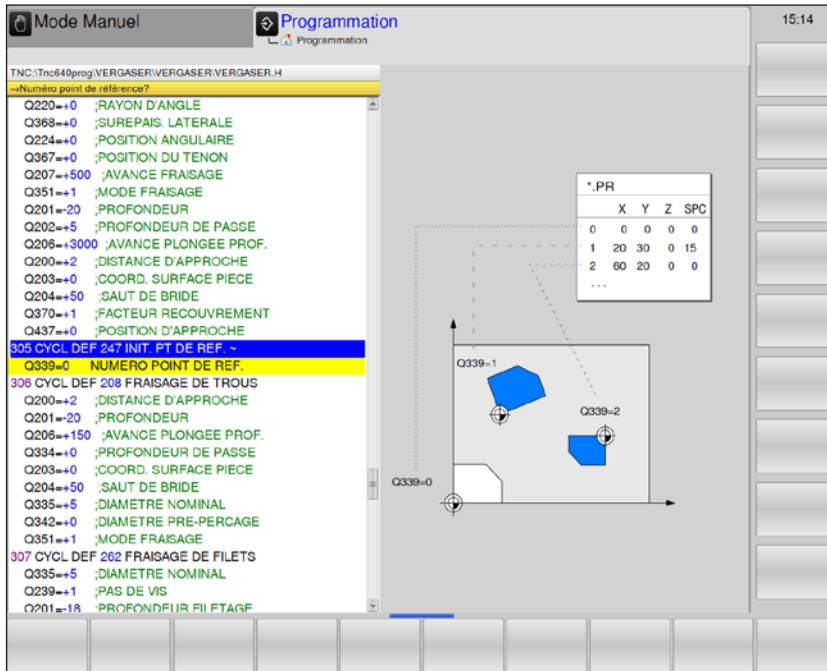 Mode Manuel
Programmation
Programmation
15:14
TNC:\Tnc640prog\VERGASER\VERGASER\VERGASER.H
→Numéro point de référence?
Q220=+0 ;RAYON D'ANGLE
Q368=+0 ;SUREPAIS. LATERALE
Q224=+0 ;POSITION ANGULAIRE
Q367=+0 ;POSITION DU TENON
Q207=+500 ;AVANCE FRAISAGE
Q351=+1 ;MODE FRAISAGE
Q201=-20 ;PROFONDEUR
Q202=+5 ;PROFONDEUR DE PASSE
Q206=+3000 ;AVANCE PLONGEE PROF.
Q200=+2 ;DISTANCE D'APPROCHE
Q203=+0 ;COORD. SURFACE PIECE
Q204=+50 ;SAUT DE BRIDE
Q370=+1 ;FACTEUR RECOUVREMENT
Q437=+0 ;POSITION D'APPROCHE
305 CYCL DEF 247 INIT. PT DE REF. ~
Q339=0 NUMERO POINT DE REF.
306 CYCL DEF 208 FRAISAGE DE TROUS
Q200=+2 ;DISTANCE D'APPROCHE
Q201=-20 ;PROFONDEUR
Q206=+150 ;AVANCE PLONGEE PROF.
Q334=+0 ;PROFONDEUR DE PASSE
Q203=+0 ;COORD. SURFACE PIECE
Q204=+50 ;SAUT DE BRIDE
Q335=+5 ;DIAMETRE NOMINAL
Q342=+0 ;DIAMETRE PRE-PERCAGE
Q351=+1 ;MODE FRAISAGE
307 CYCL DEF 262 FRAISAGE DE FILETS
Q335=+5 ;DIAMETRE NOMINAL
Q239=+1 ;PAS DE VIS
Q201=-18 ;PROFONDEUR FILETAGE
*.PR
X Y Z SPC
0 0 0 0 0
1 20 30 0 15
2 60 20 0 0
...
Q339=1
Q339=2
Q339=0